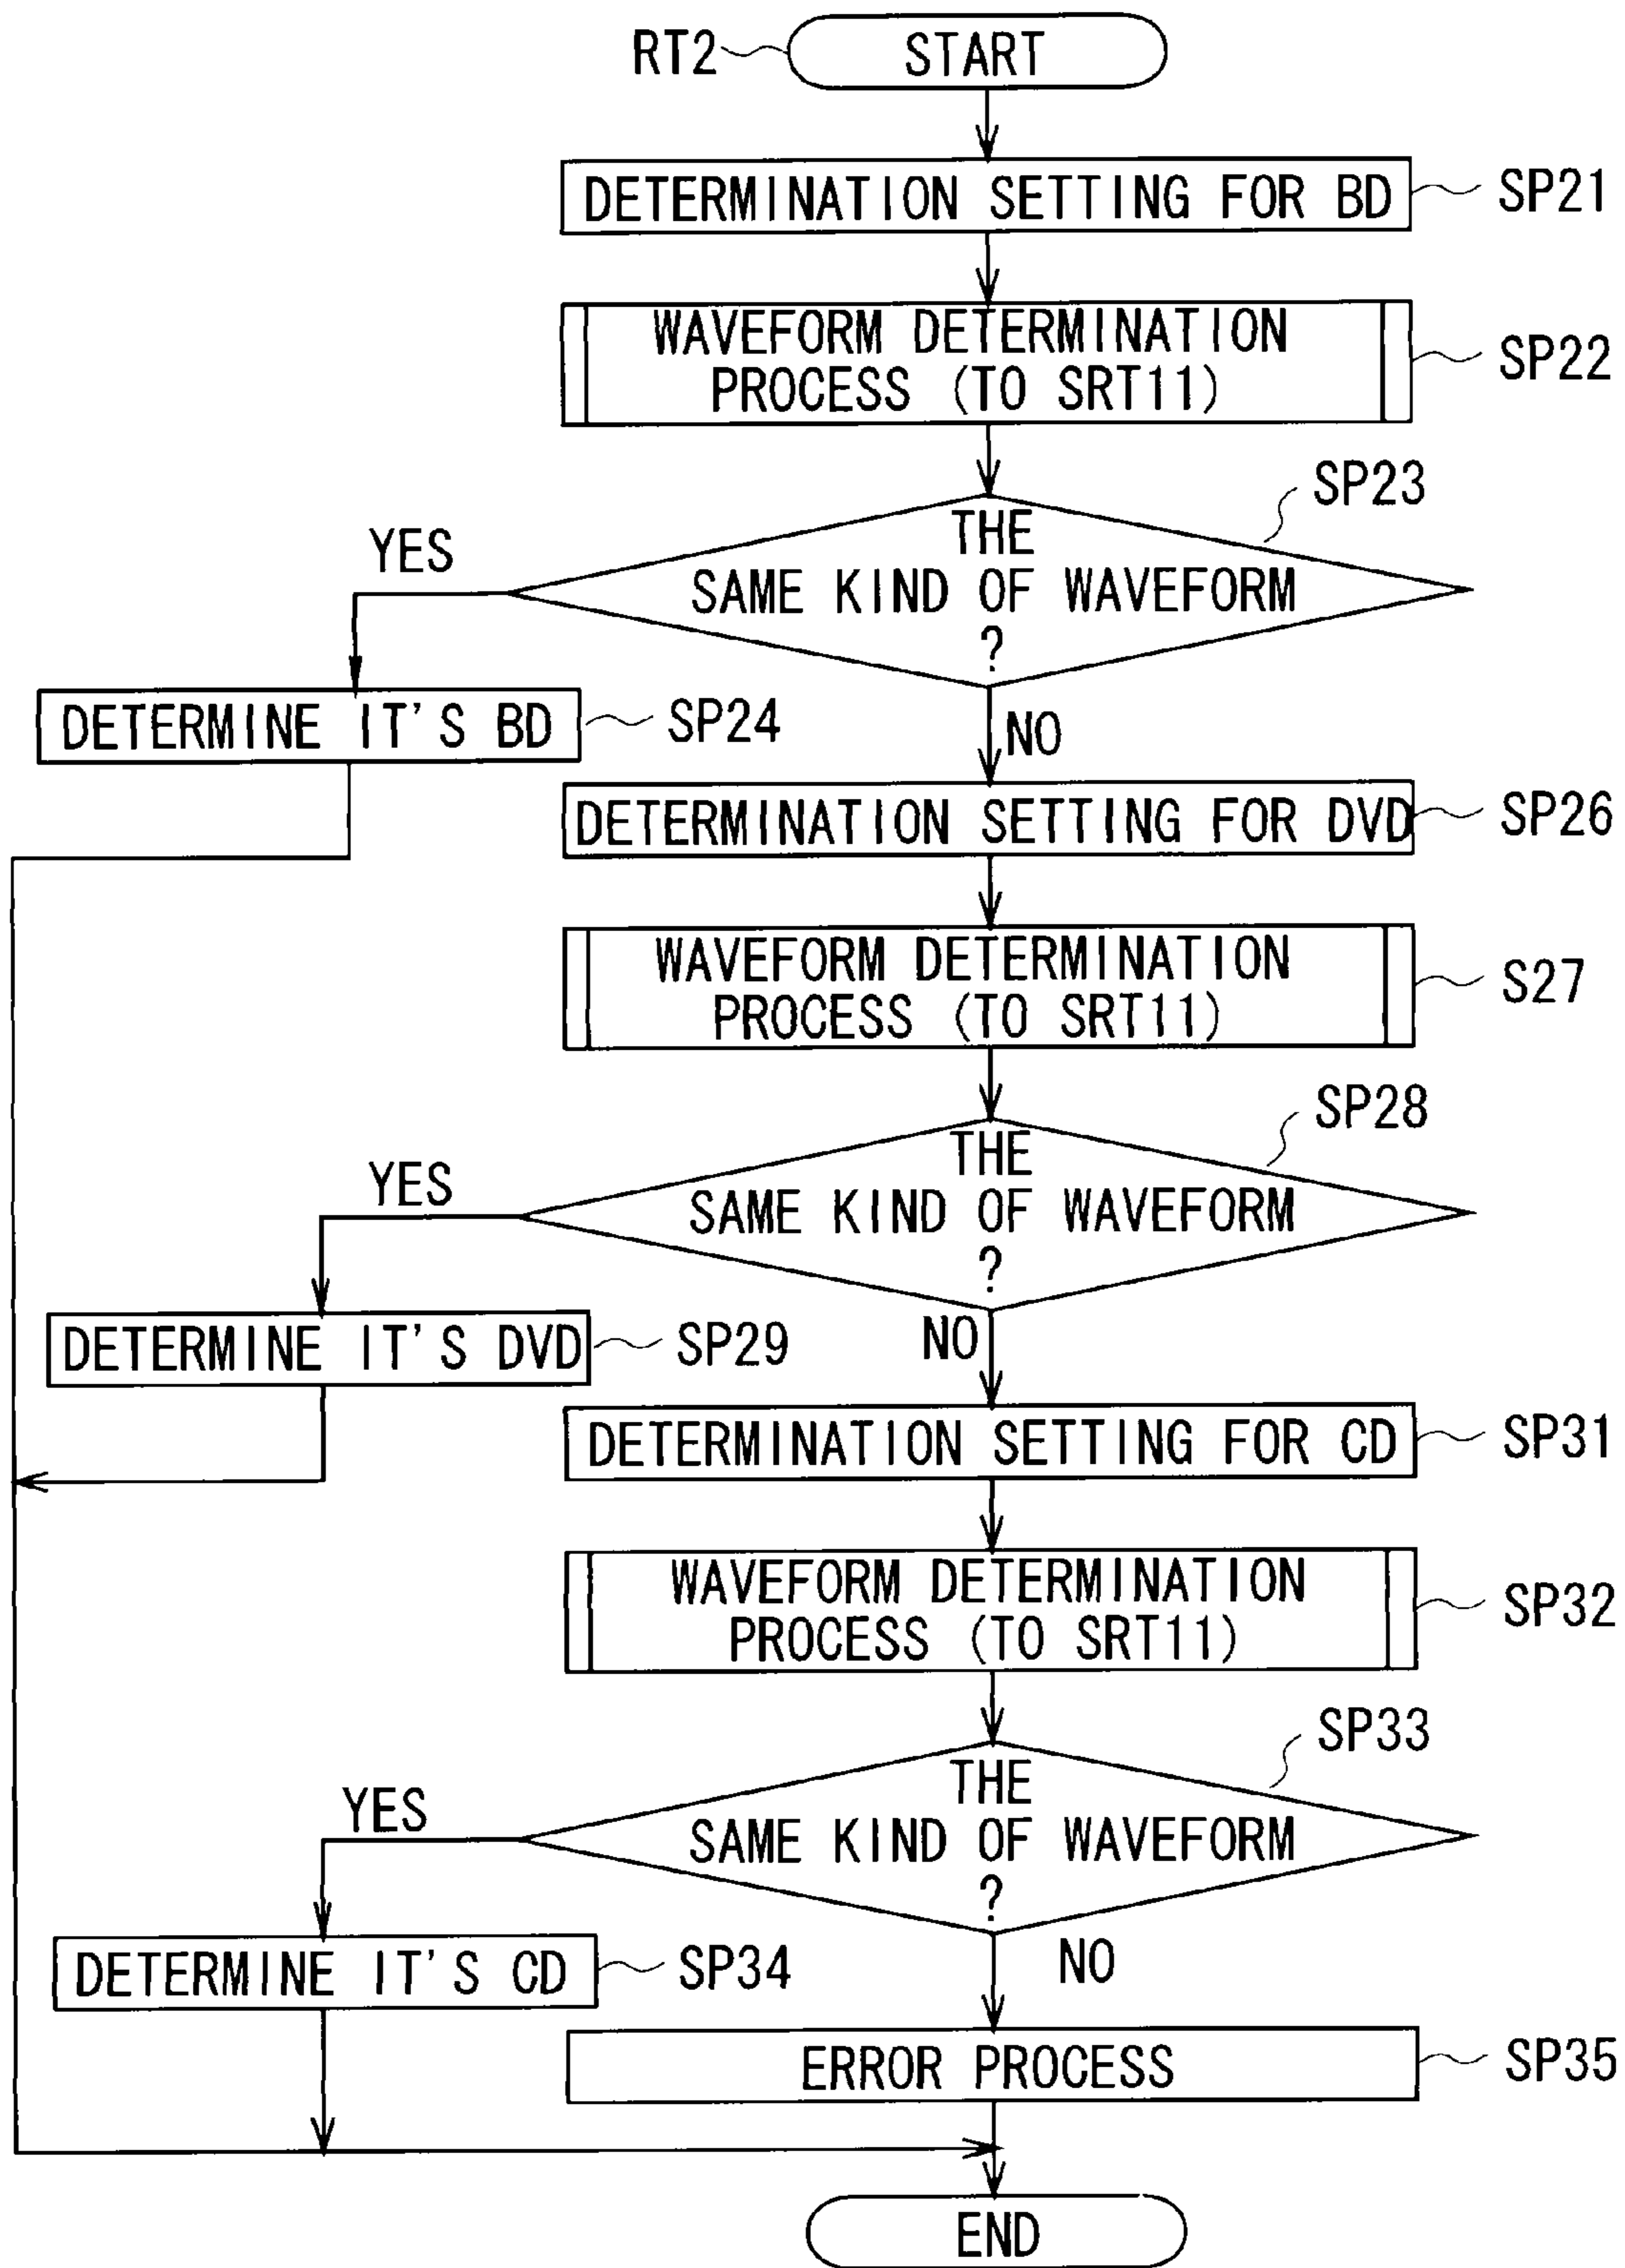 RT2
START
DETERMINATION SETTING FOR BD
SP21
WAVEFORM DETERMINATION
PROCESS (TO SRT11)
SP22
SP23
THE
SAME KIND OF WAVEFORM
?
YES
DETERMINE IT'S BD
SP24
NO
DETERMINATION SETTING FOR DVD
SP26
WAVEFORM DETERMINATION
PROCESS (TO SRT11)
S27
SP28
THE
SAME KIND OF WAVEFORM
?
YES
DETERMINE IT'S DVD
SP29
NO
DETERMINATION SETTING FOR CD
SP31
WAVEFORM DETERMINATION
PROCESS (TO SRT11)
SP32
SP33
THE
SAME KIND OF WAVEFORM
?
YES
DETERMINE IT'S CD
SP34
NO
ERROR PROCESS
SP35
END